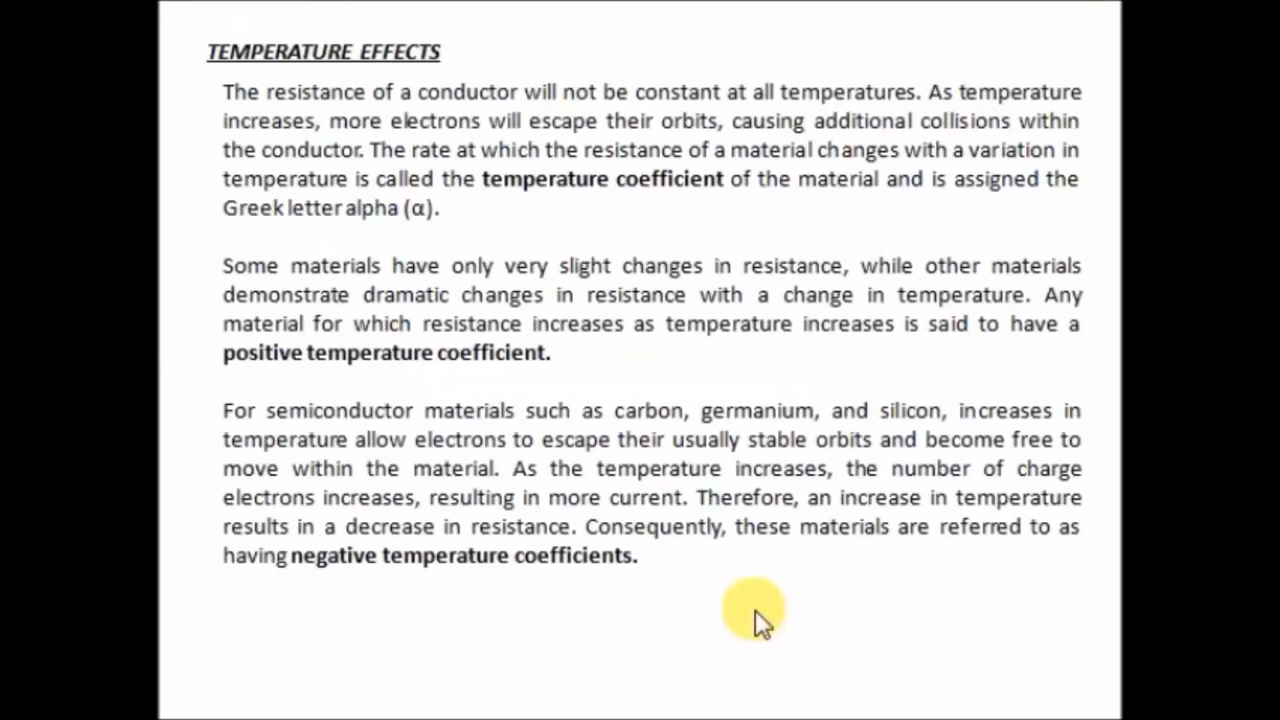 TEMPERATURE EFFECTS
The resistance of a conductor will not be constant at all temperatures. As temperature
increases, more electrons will escape their orbits, causing additional collisions within
the conductor. The rate at which the resistance of a material changes with a variation in
temperature is called the temperature coefficient of the material and is assigned the
Greek letter alpha (α).
Some materials have only very slight changes in resistance, while other materials
demonstrate dramatic changes in resistance with a change in temperature. Any
material for which resistance increases as temperature increases is said to have a
positive temperature coefficient.
For semiconductor materials such as carbon, germanium, and silicon, increases in
temperature allow electrons to escape their usually stable orbits and become free to
move within the material. As the temperature increases, the number of charge
electrons increases, resulting in more current. Therefore, an increase in temperature
results in a decrease in resistance. Consequently, these materials are referred to as
having negative temperature coefficients.